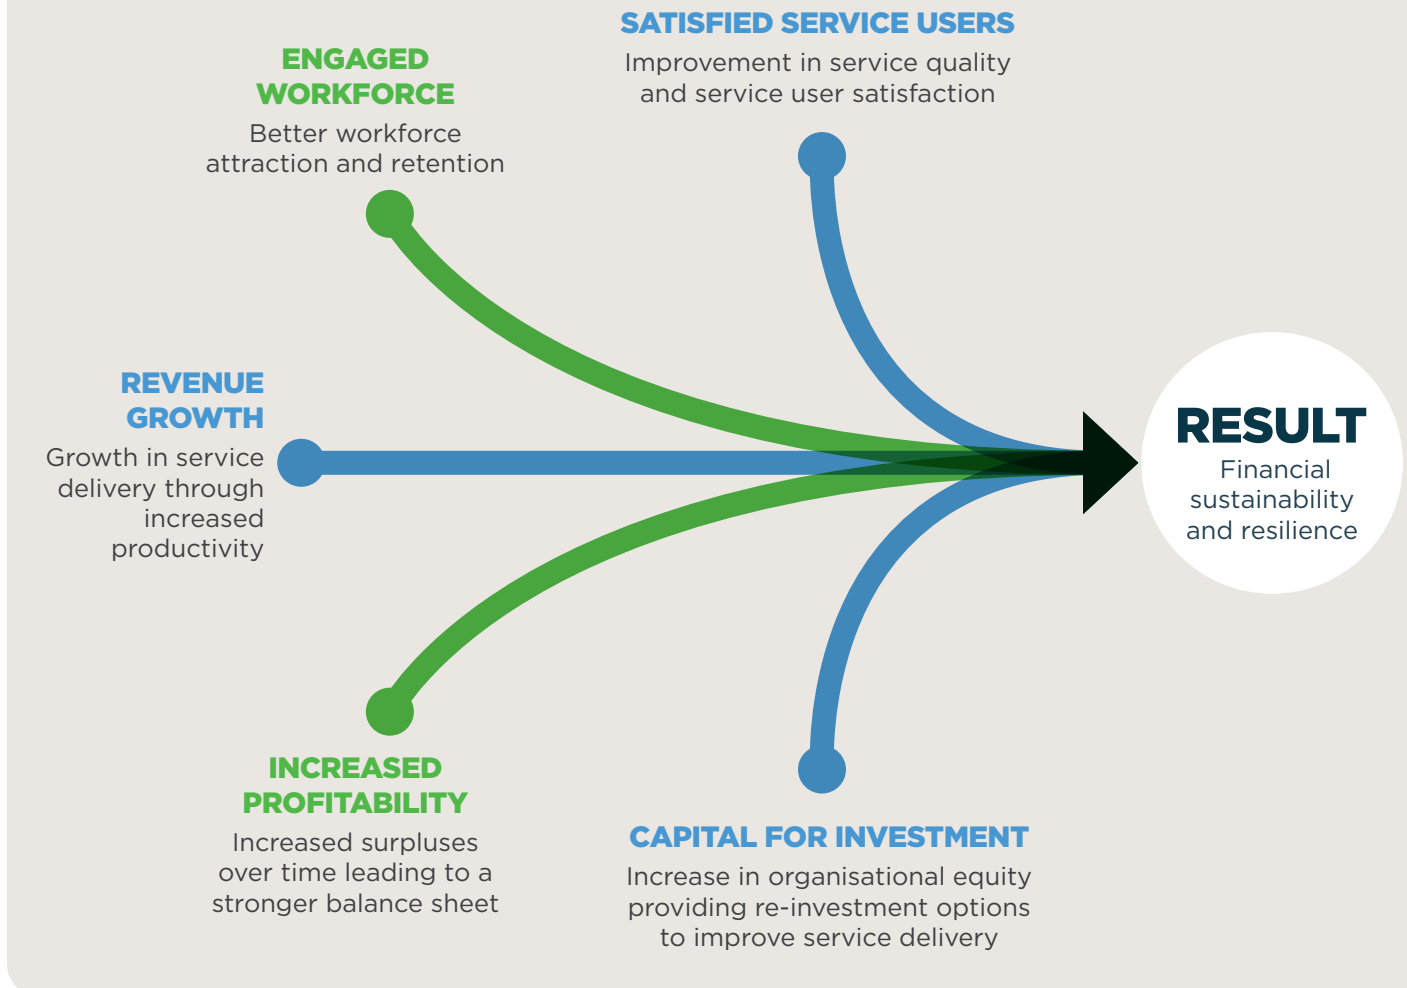 SATISFIED SERVICE USERS
Improvement in service quality
and service user satisfaction
ENGAGED
WORKFORCE
Better workforce
attraction and retention
REVENUE
GROWTH
Growth in service
delivery through
increased
productivity
RESULT
Financial
sustainability
and resilience
INCREASED
PROFITABILITY
Increased surpluses
over time leading to a
stronger balance sheet
CAPITAL FOR INVESTMENT
Increase in organisational equity
providing re-investment options
to improve service delivery